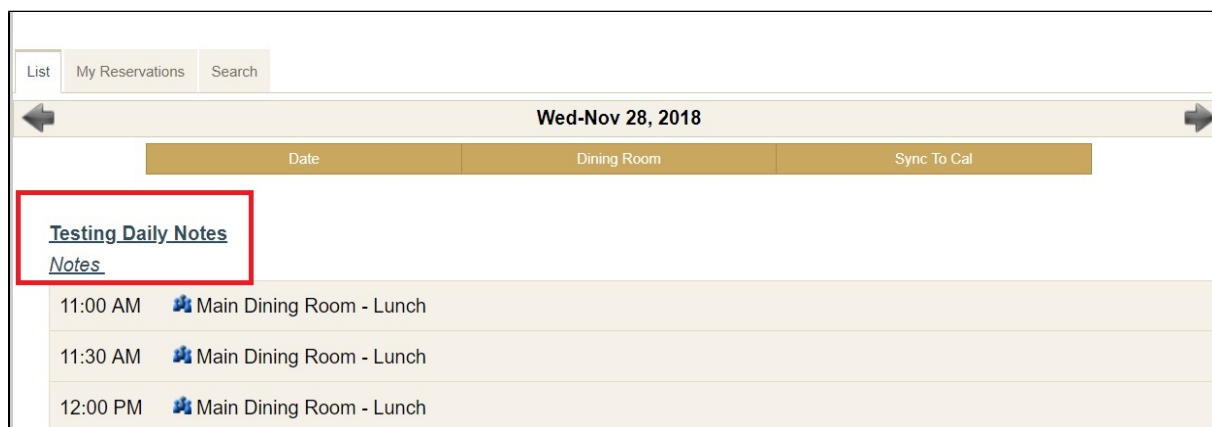 List My Reservations Search
Wed-Nov 28, 2018
Date Dining Room Sync To Cal
Testing Daily Notes
Notes
11:00 AM Main Dining Room - Lunch
11:30 AM Main Dining Room - Lunch
12:00 PM Main Dining Room - Lunch